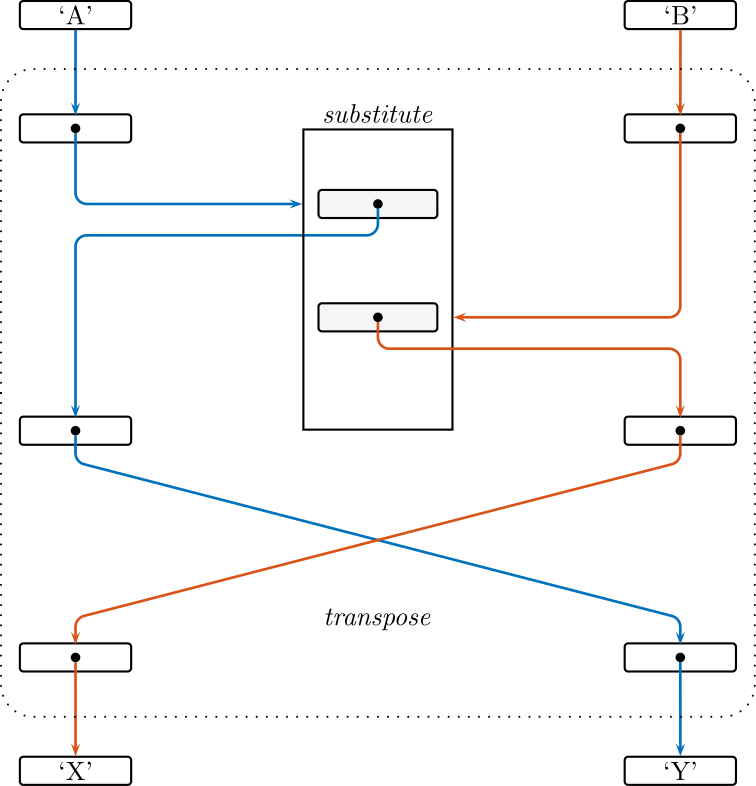 ‘A’
‘B’
substitute
transpose
‘X’
‘Y’